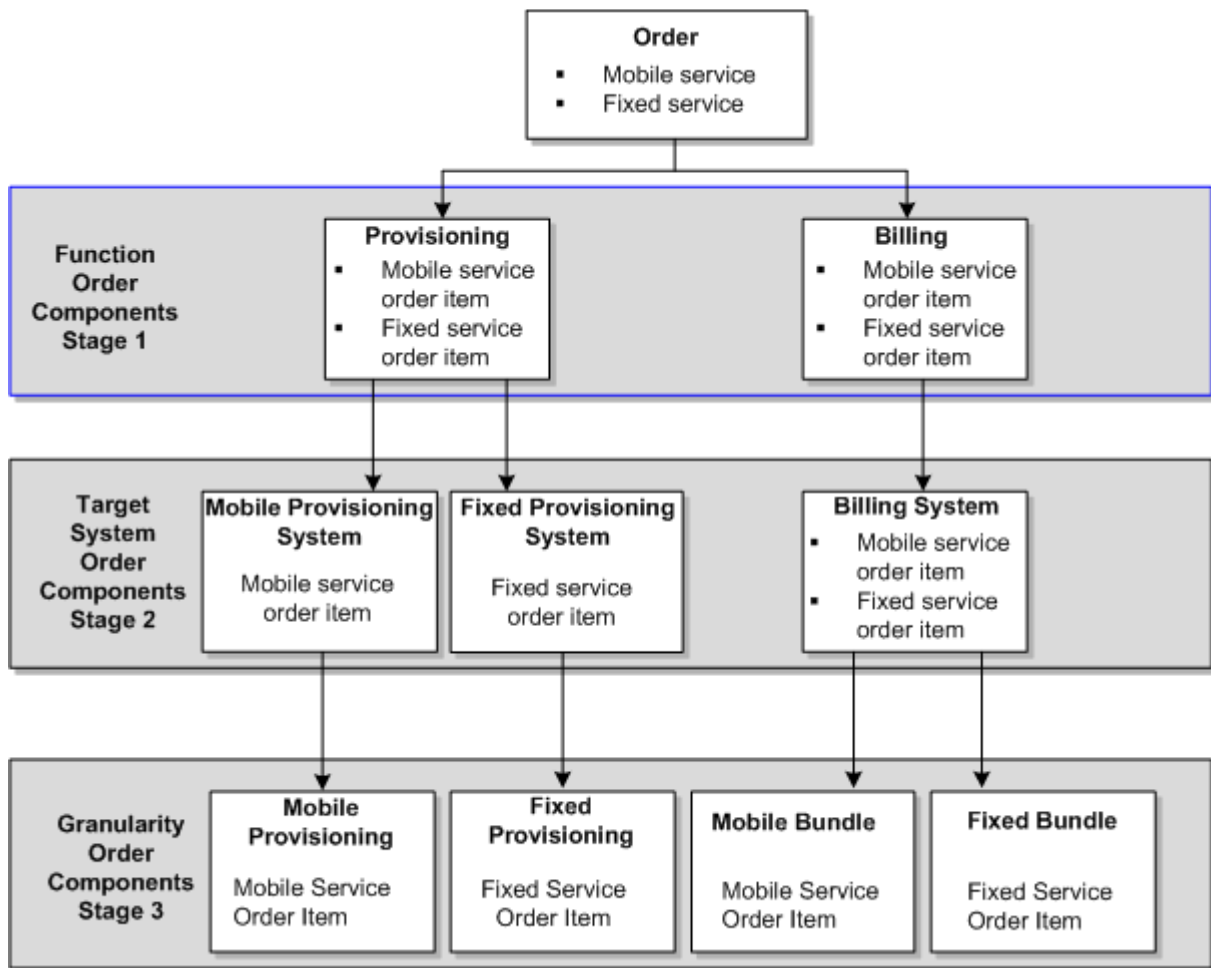 Order
▪ Mobile service
▪ Fixed service
Function
Order
Components
Stage 1
Provisioning
▪ Mobile service
order item
▪ Fixed service
order item
Billing
▪ Mobile service
order item
▪ Fixed service
order item
Target
System
Order
Components
Stage 2
Mobile Provisioning
System
Mobile service
order item
Fixed Provisioning
System
Fixed service
order item
Billing System
▪ Mobile service
order item
▪ Fixed service
order item
Granularity
Order
Components
Stage 3
Mobile
Provisioning
Mobile Service
Order Item
Fixed
Provisioning
Fixed Service
Order Item
Mobile Bundle
Mobile Service
Order Item
Fixed Bundle
Fixed Service
Order Item